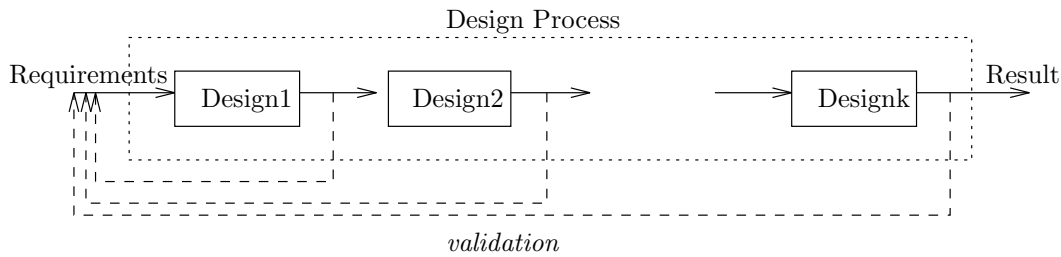 Design Process
Requirements
Result
Design1
Design2
Designk
validation